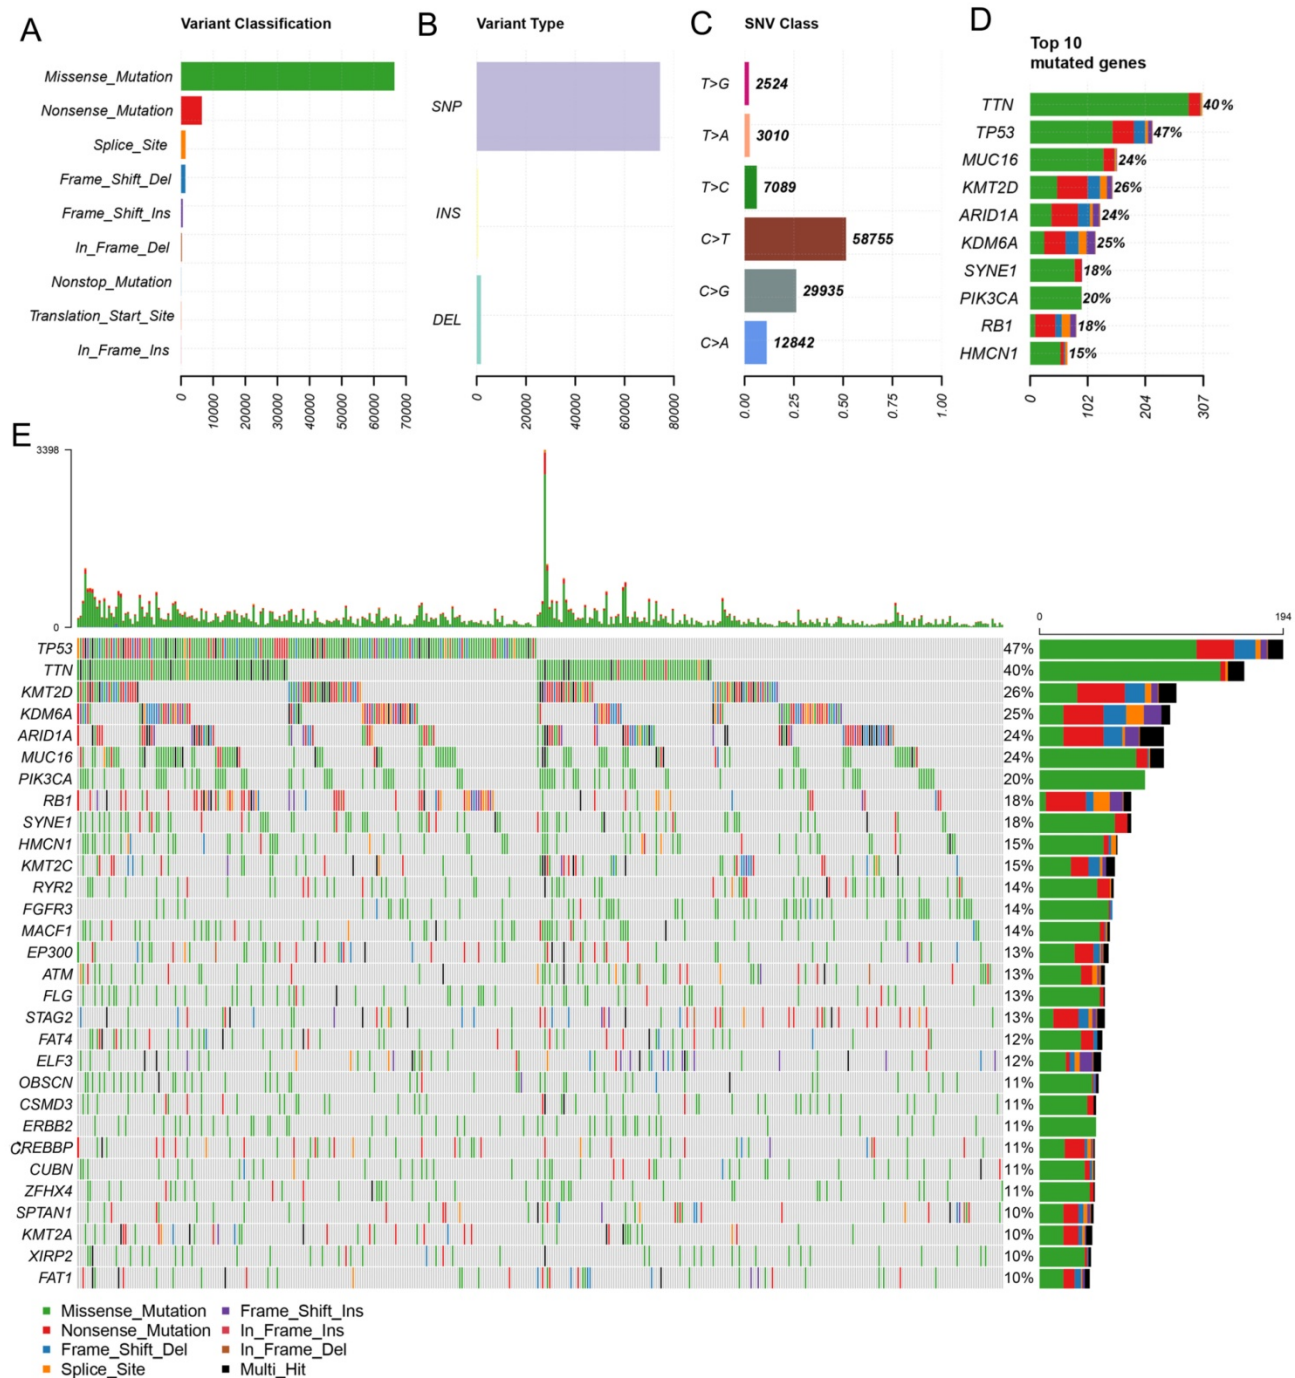 A
Variant Classification
Missense_Mutation
Nonsense_Mutation
Splice_Site
Frame_Shift_Del
Frame_Shift_Ins
In_Frame_Del
Nonstop_Mutation
Translation_Start_Site
In_Frame_Ins
0 10000 20000 30000 40000 50000 60000 70000
B
Variant Type
SNP
INS
DEL
0 20000 40000 60000 80000
C
SNV Class
T>G 2524
T>A 3010
T>C 7089
C>T 58755
C>G 29935
C>A 12842
0.00 0.25 0.50 0.75 1.00
D
Top 10
mutated genes
TTN 40%
TP53 47%
MUC16 24%
KMT2D 26%
ARID1A 24%
KDM6A 25%
SYNE1 18%
PIK3CA 20%
RB1 18%
HMCN1 15%
0 102 204 307
E
3398
0
0 194
TP53 47%
TTN 40%
KMT2D 26%
KDM6A 25%
ARID1A 24%
MUC16 24%
PIK3CA 20%
RB1 18%
SYNE1 18%
HMCN1 15%
KMT2C 15%
RYR2 14%
FGFR3 14%
MACF1 14%
EP300 13%
ATM 13%
FLG 13%
STAG2 13%
FAT4 12%
ELF3 12%
OBSCN 11%
CSMD3 11%
ERBB2 11%
CREBBP 11%
CUBN 11%
ZFHX4 11%
SPTAN1 10%
KMT2A 10%
XIRP2 10%
FAT1 10%
Missense_Mutation Frame_Shift_Ins
Nonsense_Mutation In_Frame_Ins
Frame_Shift_Del In_Frame_Del
Splice_Site Multi_Hit